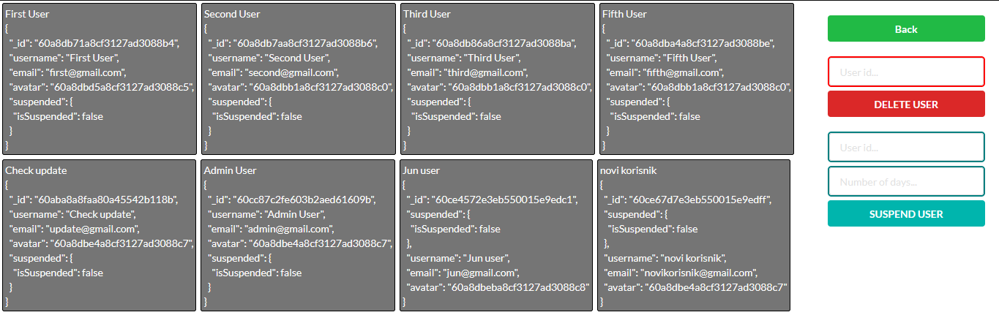 First User
{
"_id": "60a8db71a8cf3127ad3088b4",
"username": "First User",
"email": "first@gmail.com",
"avatar": "60a8dbd5a8cf3127ad3088c5",
"suspended": {
"isSuspended": false
}
}
Second User
{
"_id": "60a8db7aa8cf3127ad3088b6",
"username": "Second User",
"email": "second@gmail.com",
"avatar": "60a8dbb1a8cf3127ad3088c0",
"suspended": {
"isSuspended": false
}
}
Third User
{
"_id": "60a8db86a8cf3127ad3088ba",
"username": "Third User",
"email": "third@gmail.com",
"avatar": "60a8dbb1a8cf3127ad3088c0",
"suspended": {
"isSuspended": false
}
}
Fifth User
{
"_id": "60a8dba4a8cf3127ad3088be",
"username": "Fifth User",
"email": "fifth@gmail.com",
"avatar": "60a8dbb1a8cf3127ad3088c0",
"suspended": {
"isSuspended": false
}
}
Check update
{
"_id": "60aba8a8faa80a45542b118b",
"username": "Check update",
"email": "update@gmail.com",
"avatar": "60a8dbe4a8cf3127ad3088c7",
"suspended": {
"isSuspended": false
}
}
Admin User
{
"_id": "60cc87c2fe603b2aed61609b",
"username": "Admin User",
"email": "admin@gmail.com",
"avatar": "60a8dbe4a8cf3127ad3088c7",
"suspended": {
"isSuspended": false
}
}
Jun user
{
"_id": "60ce4572e3eb550015e9edc1",
"suspended": {
"isSuspended": false
},
"username": "Jun user",
"email": "jun@gmail.com",
"avatar": "60a8dbeba8cf3127ad3088c8"
}
novi korisnik
{
"_id": "60ce67d7e3eb550015e9edff",
"suspended": {
"isSuspended": false
},
"username": "novi korisnik",
"email": "novikorisnik@gmail.com",
"avatar": "60a8dbe4a8cf3127ad3088c7"
}
Back
User id...
DELETE USER
User id...
Number of days...
SUSPEND USER